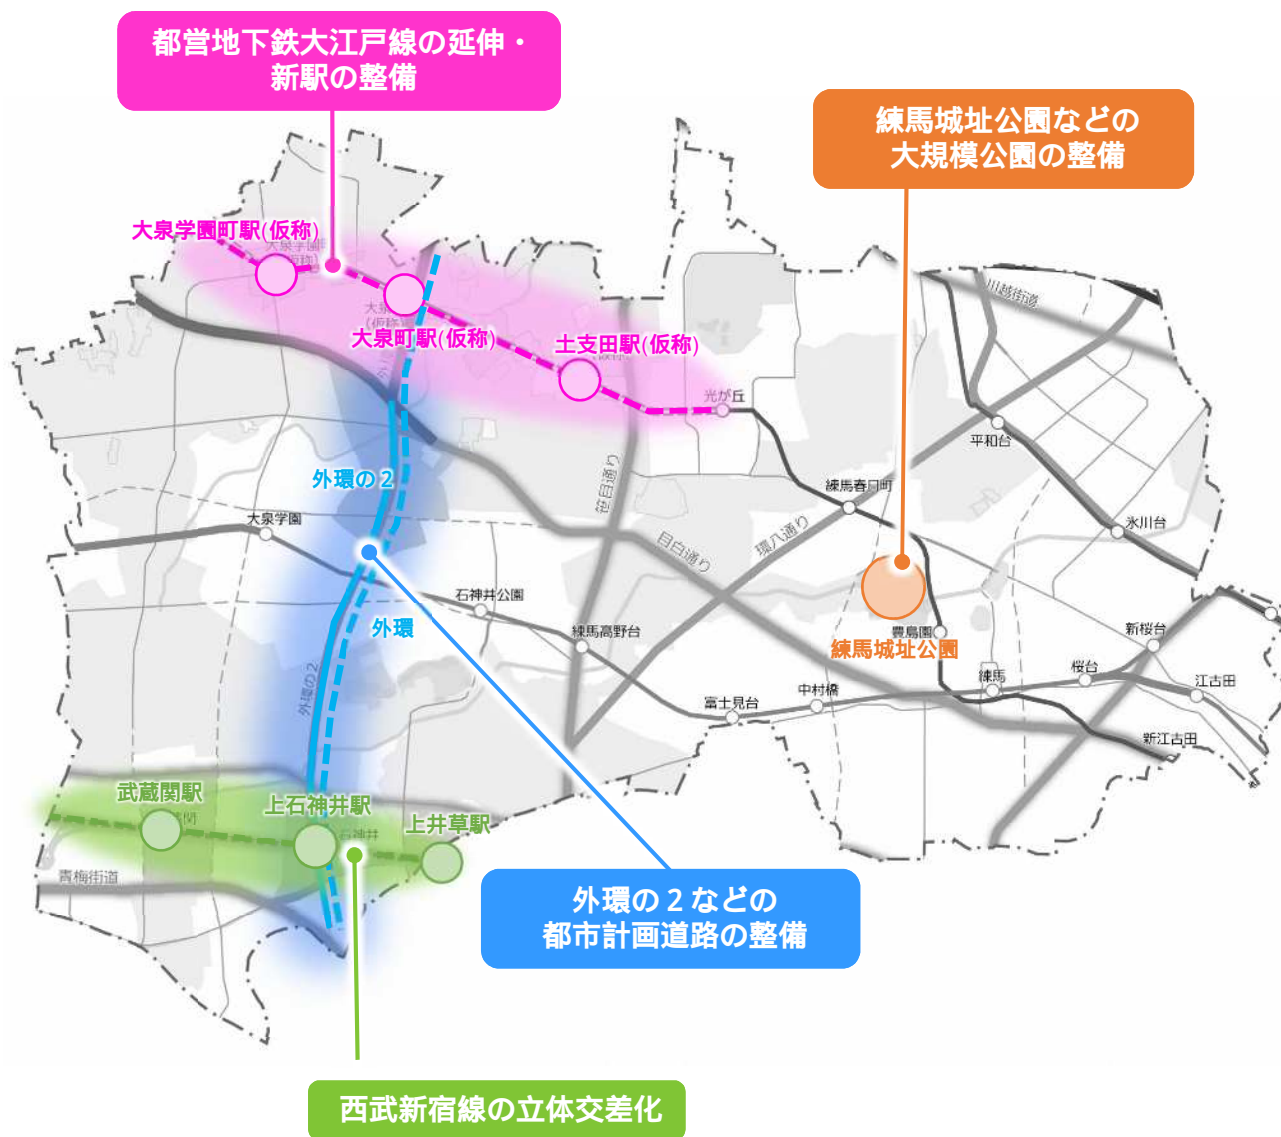 都営地下鉄大江戸線の延伸・
新駅の整備
練馬城址公園などの
大規模公園の整備
大泉学園町駅(仮称)
大泉町駅(仮称)
土支田駅(仮称)
川越街道
光が丘
平和台
外環の2
笹目通り
練馬春日町
大泉学園
環八通り
目白通り
氷川台
石神井公園
外環
練馬高野台
豊島園
練馬城址公園
新桜台
外環の2
富士見台
中村橋
練馬
桜台
江古田
新江古田
武蔵関駅
上石神井駅
上井草駅
青梅街道
外環の2などの
都市計画道路の整備
西武新宿線の立体交差化